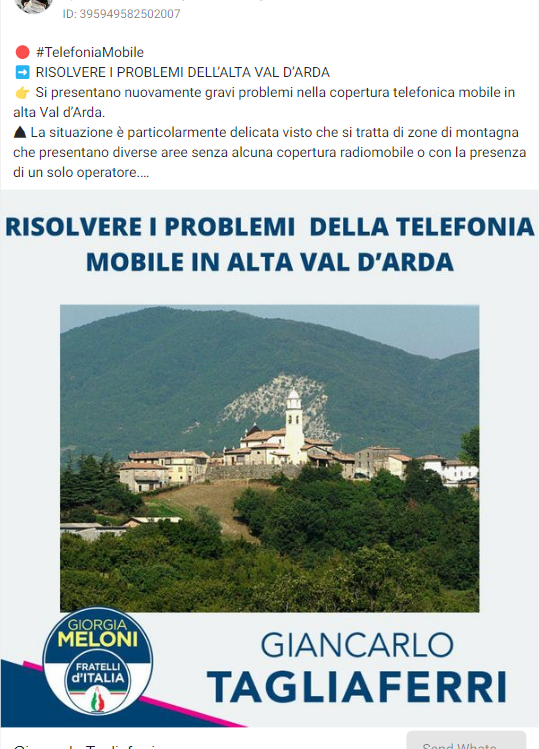 ID: 395949582502007
🔴 #TelefoniaMobile
➡️ RISOLVERE I PROBLEMI DELL'ALTA VAL D'ARDA
👉 Si presentano nuovamente gravi problemi nella copertura telefonica mobile in
alta Val d'Arda.
▲ La situazione è particolarmente delicata visto che si tratta di zone di montagna
che presentano diverse aree senza alcuna copertura radiomobile o con la presenza
di un solo operatore....
RISOLVERE I PROBLEMI DELLA TELEFONIA
MOBILE IN ALTA VAL D'ARDA
GIORGIA
MELONI
FRATELLI
d'ITALIA
GIANCARLO
TAGLIAFERRI
Send Whats